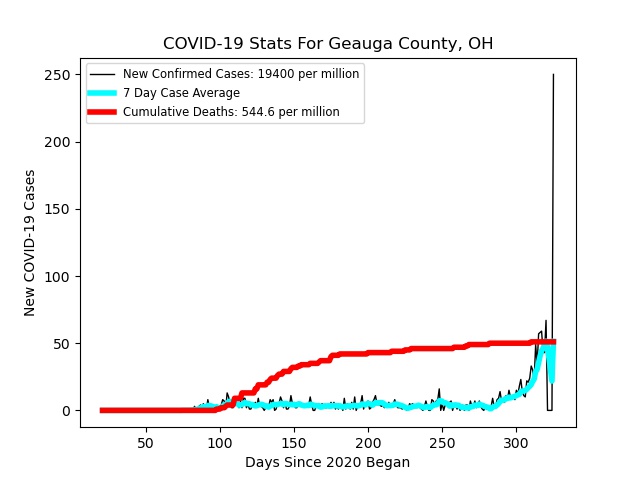 COVID-19 Stats For Geauga County, OH
New Confirmed Cases: 19400 per million
7 Day Case Average
Cumulative Deaths: 544.6 per million
New COVID-19 Cases
250
200
150
100
50
0
50 100 150 200 250 300
Days Since 2020 Began